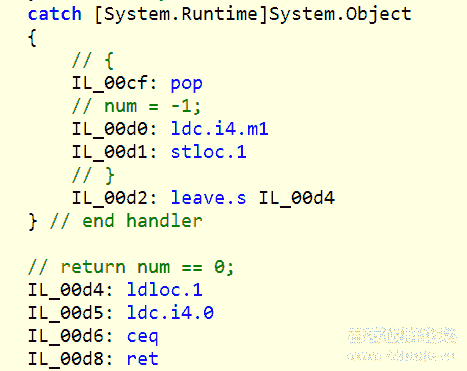 catch [System.Runtime]System.Object
{
// {
IL_00cf: pop
// num = -1;
IL_00d0: ldc.i4.m1
IL_00d1: stloc.1
// }
IL_00d2: leave.s IL_00d4
} // end handler
// return num == 0;
IL_00d4: ldloc.1
IL_00d5: ldc.i4.0
IL_00d6: ceq
IL_00d8: ret